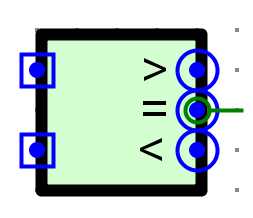 >
=
<